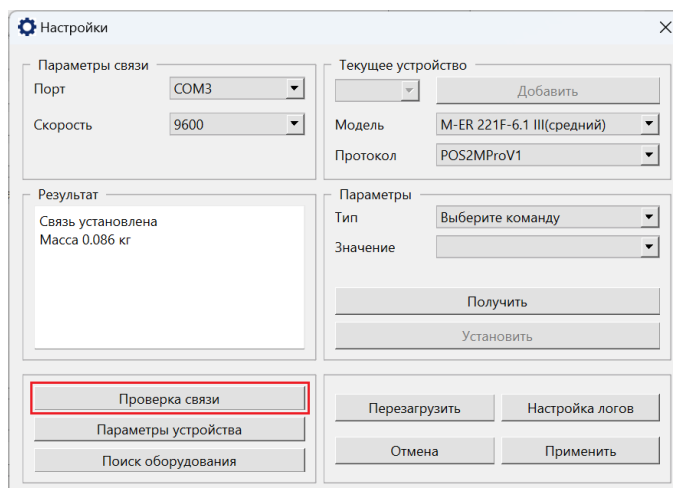 Настройки
Параметры связи
Порт
COM3
Скорость
9600
Текущее устройство
Добавить
Модель
M-ER 221F-6.1 III(средний)
Протокол
POS2MProV1
Результат
Связь установлена
Масса 0.086 кг
Параметры
Тип
Выберите команду
Значение
Получить
Установить
Проверка связи
Параметры устройства
Поиск оборудования
Перезагрузить
Настройка логов
Отмена
Применить